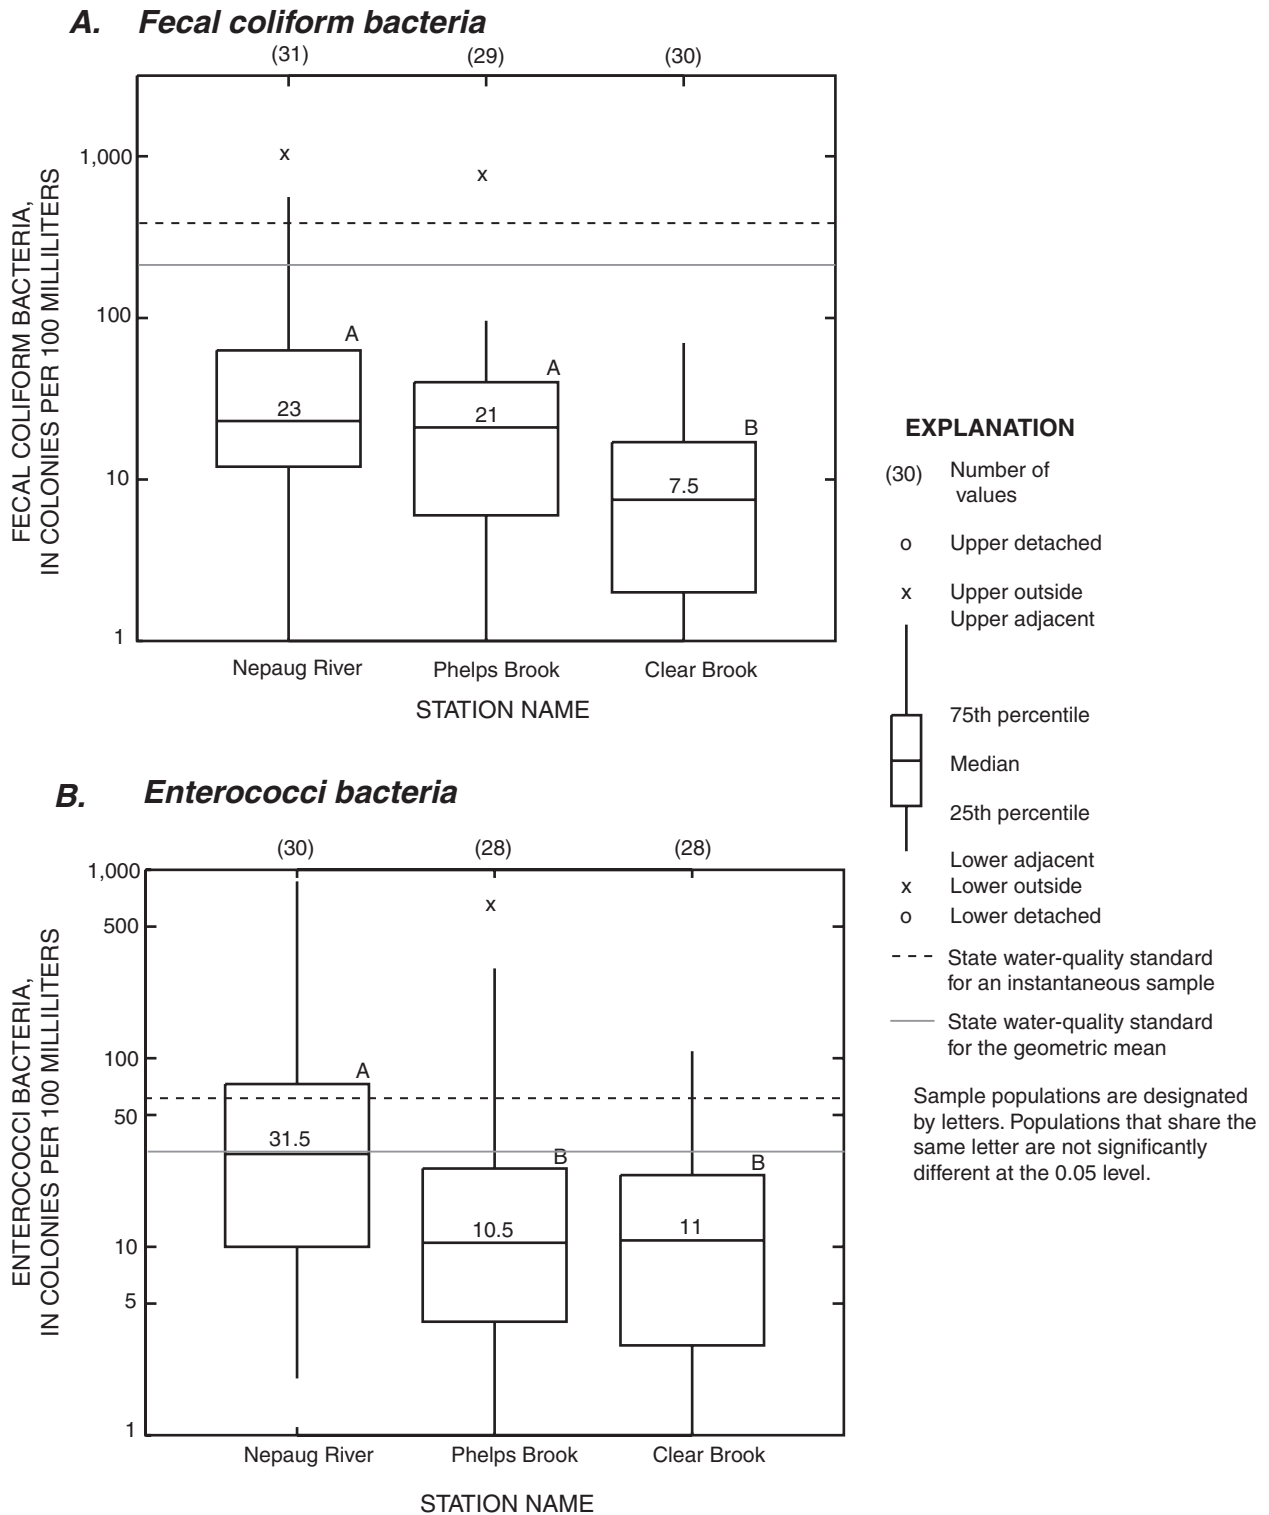 A. Fecal coliform bacteria
(31) (29) (30)
FECAL COLIFORM BACTERIA,
IN COLONIES PER 100 MILLILITERS
1,000
100
10
1
x
x
A
A
B
23
21
7.5
Nepaug River Phelps Brook Clear Brook
STATION NAME
B. Enterococci bacteria
(30) (28) (28)
ENTEROCOCCI BACTERIA,
IN COLONIES PER 100 MILLILITERS
1,000
500
100
50
10
5
1
x
A
B
B
31.5
10.5
11
Nepaug River Phelps Brook Clear Brook
STATION NAME
EXPLANATION
(30) Number of
values
o Upper detached
x Upper outside
Upper adjacent
75th percentile
Median
25th percentile
Lower adjacent
x Lower outside
o Lower detached
State water-quality standard
for an instantaneous sample
State water-quality standard
for the geometric mean
Sample populations are designated
by letters. Populations that share the
same letter are not significantly
different at the 0.05 level.